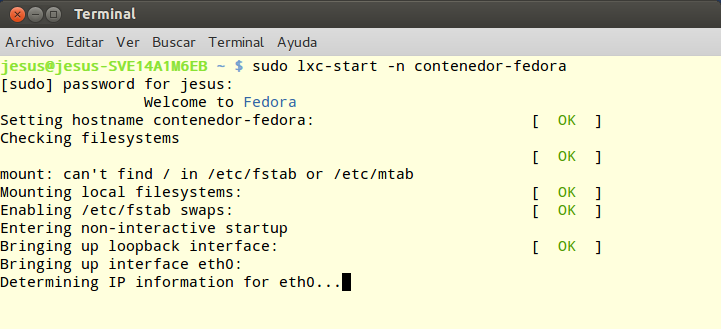 Terminal
Archivo Editar Ver Buscar Terminal Ayuda
jesus@jesus-SVE14A1M6EB ~ $ sudo lxc-start -n contenedor-fedora
[sudo] password for jesus:
Welcome to Fedora
Setting hostname contenedor-fedora: [ OK ]
Checking filesystems
[ OK ]
mount: can't find / in /etc/fstab or /etc/mtab
Mounting local filesystems: [ OK ]
Enabling /etc/fstab swaps: [ OK ]
Entering non-interactive startup
Bringing up loopback interface: [ OK ]
Bringing up interface eth0:
Determining IP information for eth0...